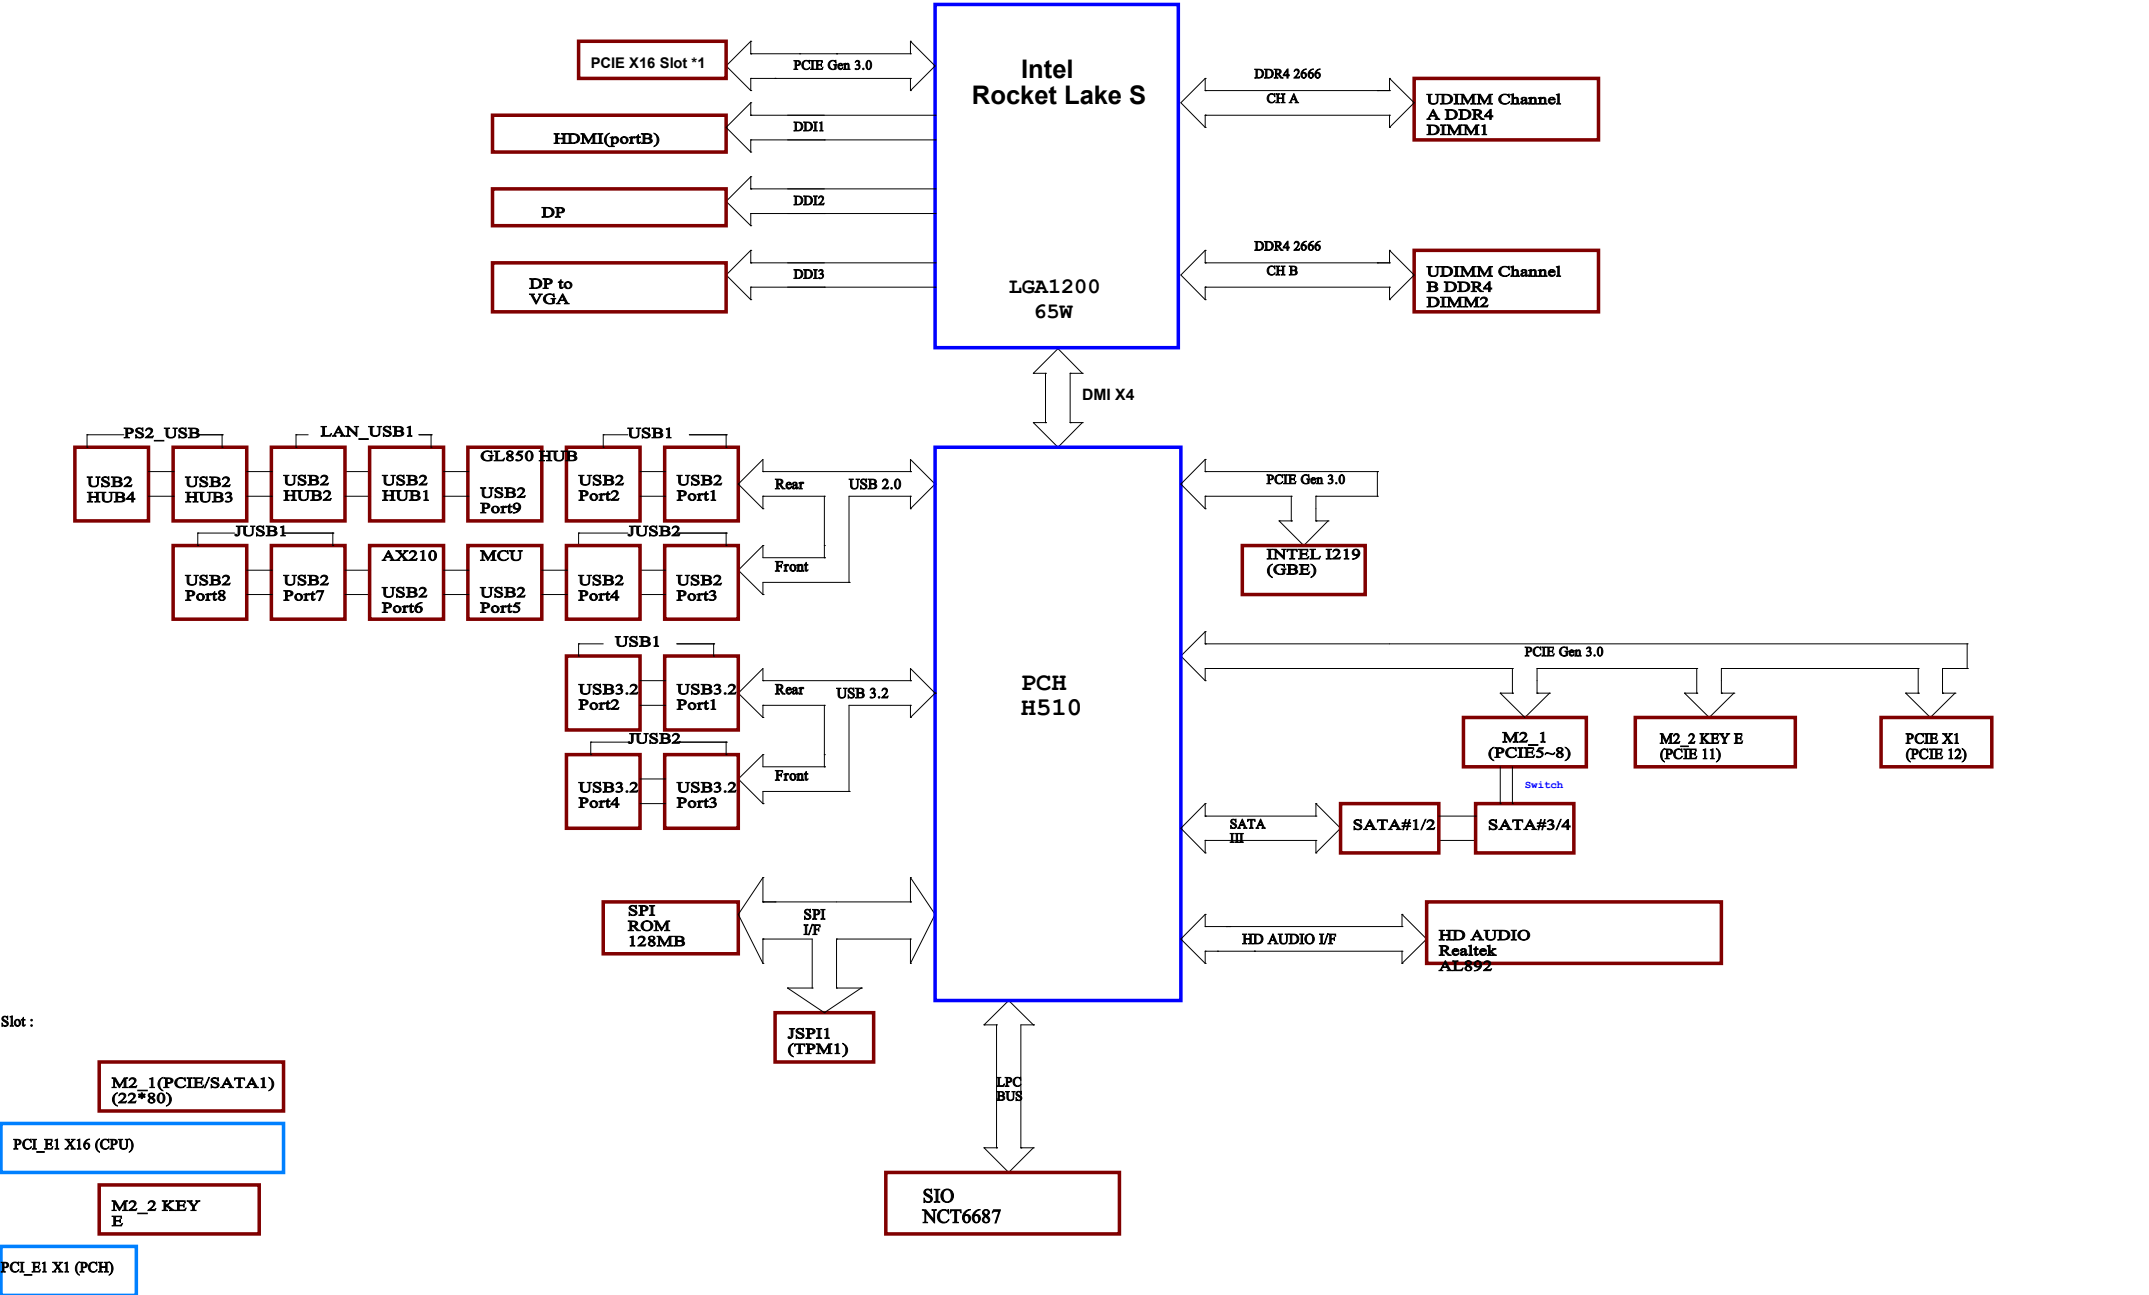 Intel
Rocket Lake S
LGA1200
65W
PCIE X16 Slot *1
PCIE Gen 3.0
HDMI(portB)
DDI1
DP
DDI2
DP to
VGA
DDI3
DDR4 2666
CH A
UDIMM Channel
A DDR4
DIMM1
DDR4 2666
CH B
UDIMM Channel
B DDR4
DIMM2
DMI X4
PS2_USB
LAN_USB1
USB1
USB2
HUB4
USB2
HUB3
USB2
HUB2
USB2
HUB1
GL850 HUB
USB2
Port9
USB2
Port2
USB2
Port1
Rear
USB 2.0
JUSB1
JUSB2
USB2
Port8
USB2
Port7
AX210
USB2
Port6
MCU
USB2
Port5
USB2
Port4
USB2
Port3
Front
USB1
USB3.2
Port2
USB3.2
Port1
Rear
USB 3.2
JUSB2
USB3.2
Port4
USB3.2
Port3
Front
PCH
H510
PCIE Gen 3.0
INTEL I219
(GBE)
PCIE Gen 3.0
M2_1
(PCIE5~8)
M2_2 KEY E
(PCIE 11)
PCIE X1
(PCIE 12)
Switch
SATA
III
SATA#1/2
SATA#3/4
SPI
ROM
128MB
SPI
I/F
HD AUDIO I/F
HD AUDIO
Realtek
AL892
JSPI1
(TPM1)
LPC
BUS
SIO
NCT6687
Slot :
M2_1(PCIE/SATA1)
(22*80)
PCI_E1 X16 (CPU)
M2_2 KEY
E
PCI_E1 X1 (PCH)